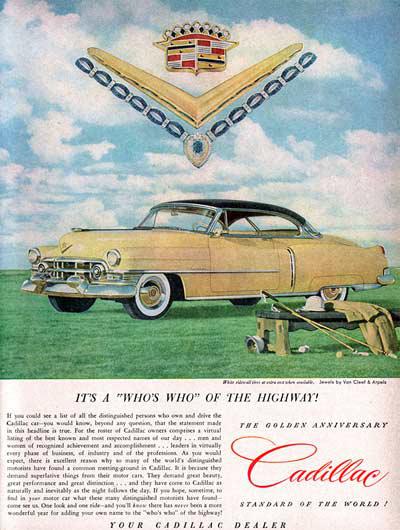 White sidewall tires at extra cost when available. Jewels by Van Cleef & Arpels
IT'S A "WHO'S WHO" OF THE HIGHWAY!
If you could see a list of all the distinguished persons who own and drive the
Cadillac car—you would know, beyond any question, that the statement made
in this headline is true. For the roster of Cadillac owners comprises a virtual
listing of the best known and most respected names of our day . . . men and
women of recognized achievement and accomplishment . . . leaders in virtually
every phase of business, of industry and of the professions. As you would
expect, there is excellent reason why so many of the world's distinguished
motorists have found a common meeting-ground in Cadillac. It is because they
demand superlative things from their motor cars. They demand great beauty,
great performance and great distinction . . . and they have come to Cadillac as
naturally and inevitably as the night follows the day. If you hope, sometime, to
find in your motor car what these many distinguished motorists have found—
come see us. One look and one ride—and you'll know there has never been a more
wonderful year for adding your own name to the "who's who" of the highway!
THE GOLDEN ANNIVERSARY
Cadillac
STANDARD OF THE WORLD!
YOUR CADILLAC DEALER